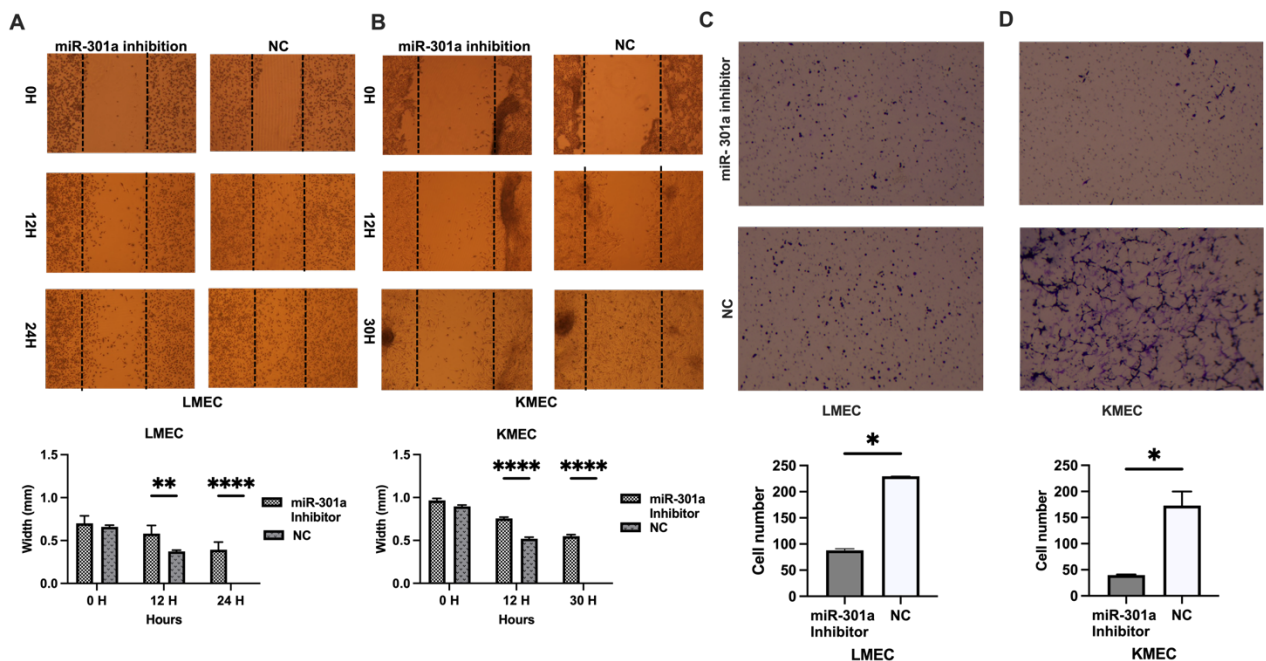 A
miR-301a inhibition
NC
0H
12H
24H
LMEC
LMEC
Width (mm)
1.5
1.0
0.5
0.0
**
****
0 H
12 H
24 H
Hours
miR-301a
Inhibitor
NC
B
miR-301a inhibition
NC
0H
12H
30H
KMEC
KMEC
Width (mm)
1.5
1.0
0.5
0.0
****
****
0 H
12 H
30 H
Hours
miR-301a
Inhibitor
NC
C
miR- 301a inhibitor
NC
LMEC
*
Cell number
250
200
150
100
50
0
miR-301a
Inhibitor
NC
LMEC
D
KMEC
*
Cell number
250
200
150
100
50
0
miR-301a
Inhibitor
NC
KMEC